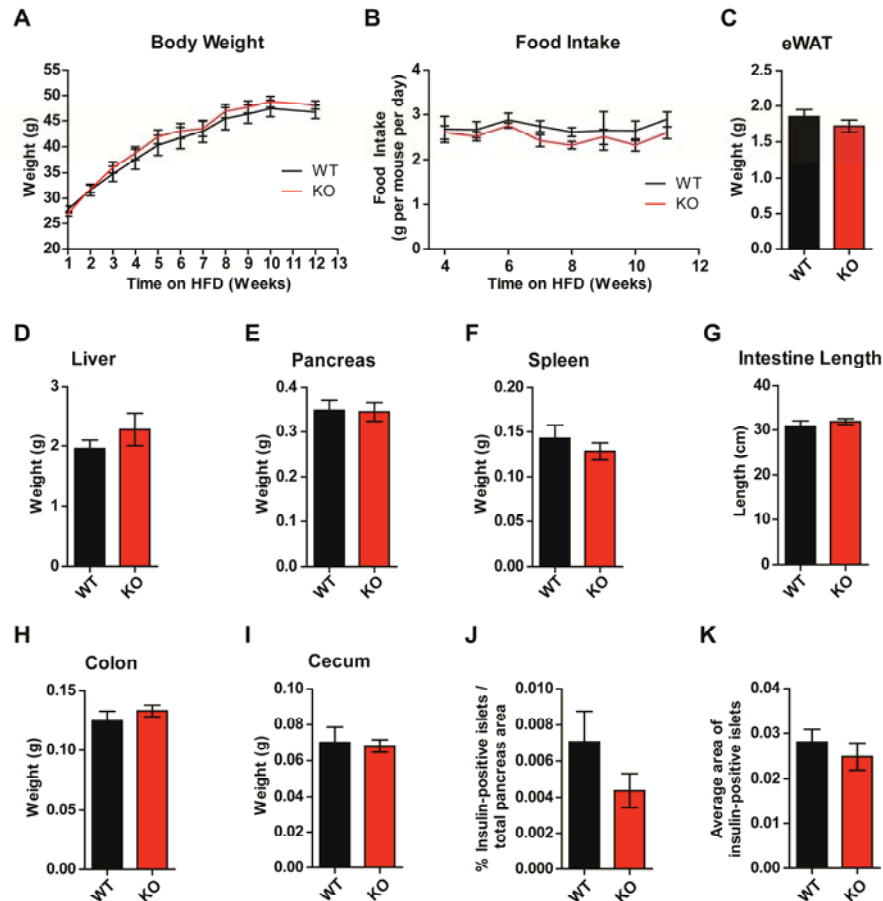 A
Body Weight
Weight (g)
55
50
45
40
35
30
25
20
WT
KO
1 2 3 4 5 6 7 8 9 10 11 12 13
Time on HFD (Weeks)
B
Food Intake
Food Intake
(g per mouse per day)
4
3
2
1
0
WT
KO
4 6 8 10 12
Time on HFD (Weeks)
C
eWAT
Weight (g)
2.5
2.0
1.5
1.0
0.5
0.0
WT KO
D
Liver
Weight (g)
3
2
1
0
WT KO
E
Pancreas
Weight (g)
0.4
0.3
0.2
0.1
0.0
WT KO
F
Spleen
Weight (g)
0.20
0.15
0.10
0.05
0.00
WT KO
G
Intestine Length
Length (cm)
40
30
20
10
0
WT KO
H
Colon
Weight (g)
0.15
0.10
0.05
0.00
WT KO
I
Cecum
Weight (g)
0.10
0.08
0.06
0.04
0.02
0.00
WT KO
J
% Insulin-positive islets /
total pancreas area
0.010
0.008
0.006
0.004
0.002
0.000
WT KO
K
Average area of
insulin-positive islets
0.04
0.03
0.02
0.01
0.00
WT KO